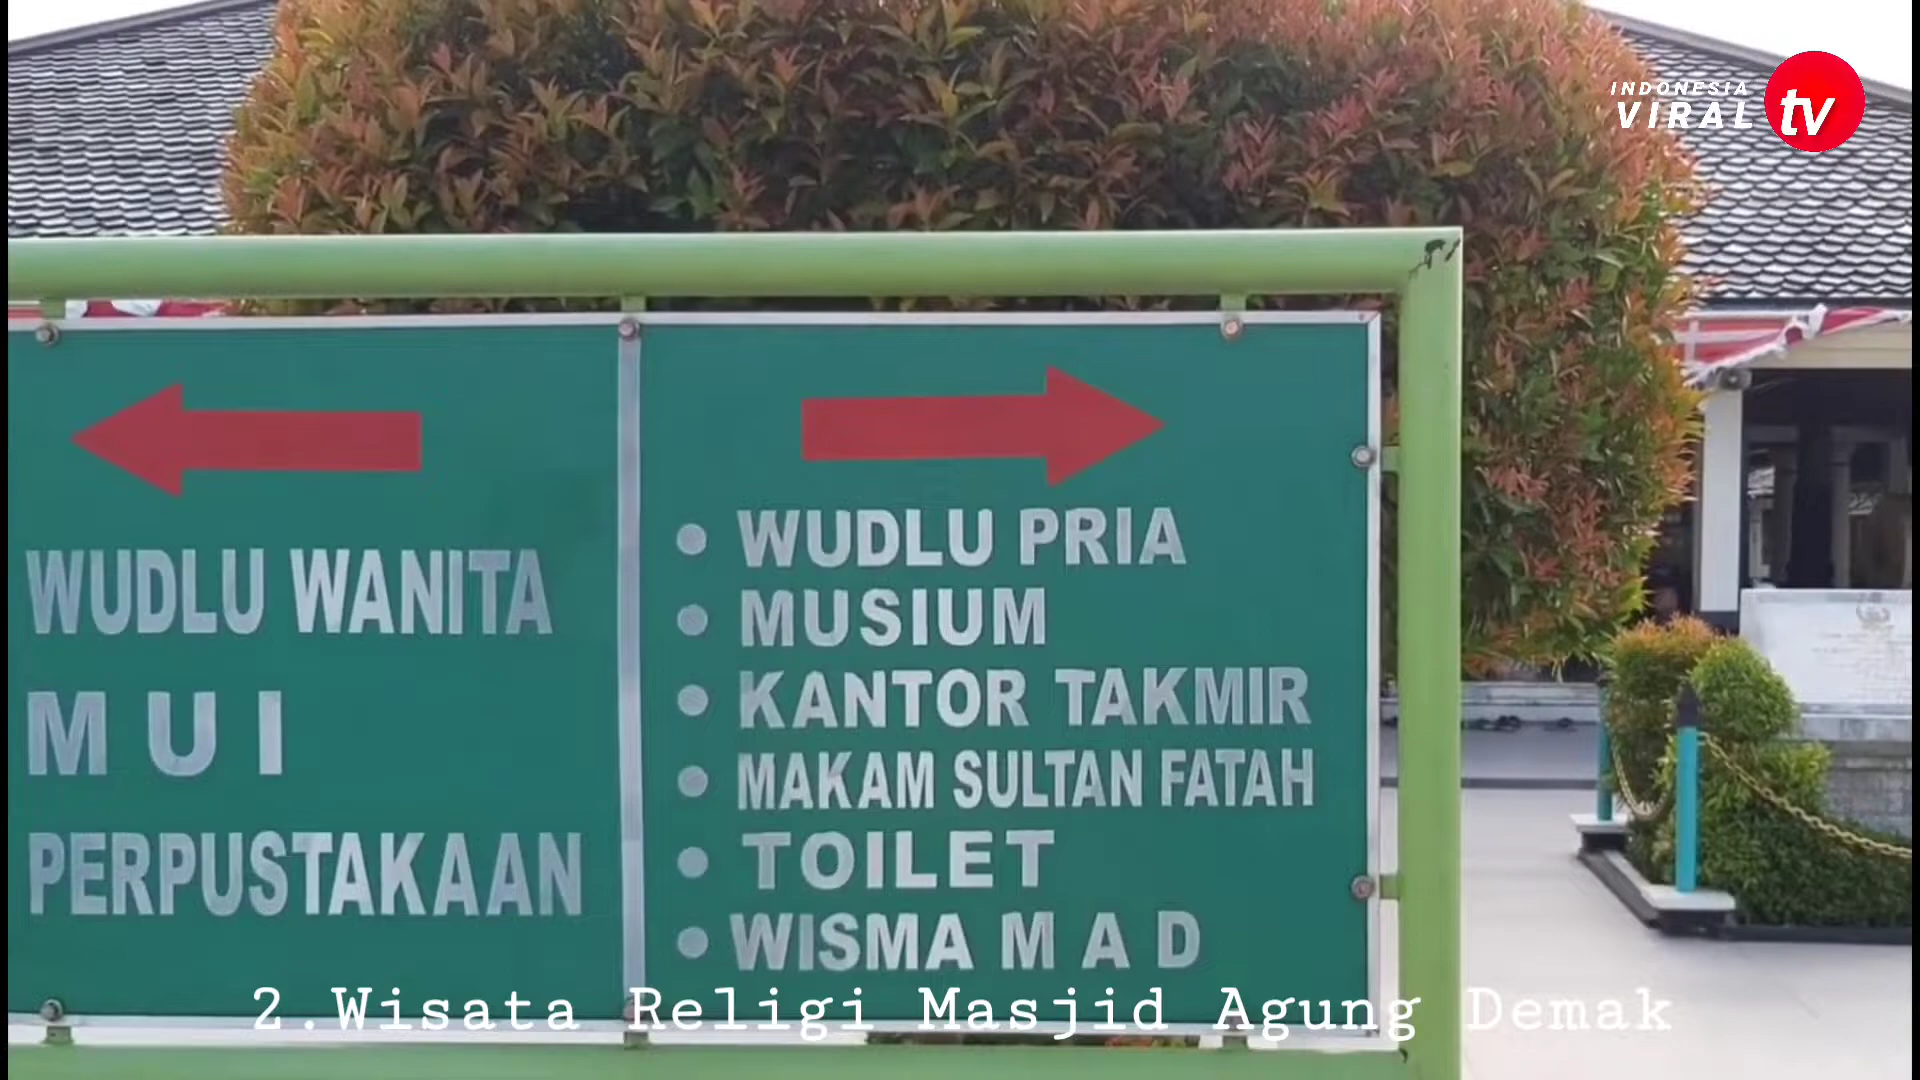 INDONESIA
VIRAL tv
WUDLU WANITA
M U I
PERPUSTAKAAN
• WUDLU PRIA
• MUSIUM
• KANTOR TAKMIR
• MAKAM SULTAN FATAH
• TOILET
• WISMA M A D
2.Wisata Religi Masjid Agung Demak